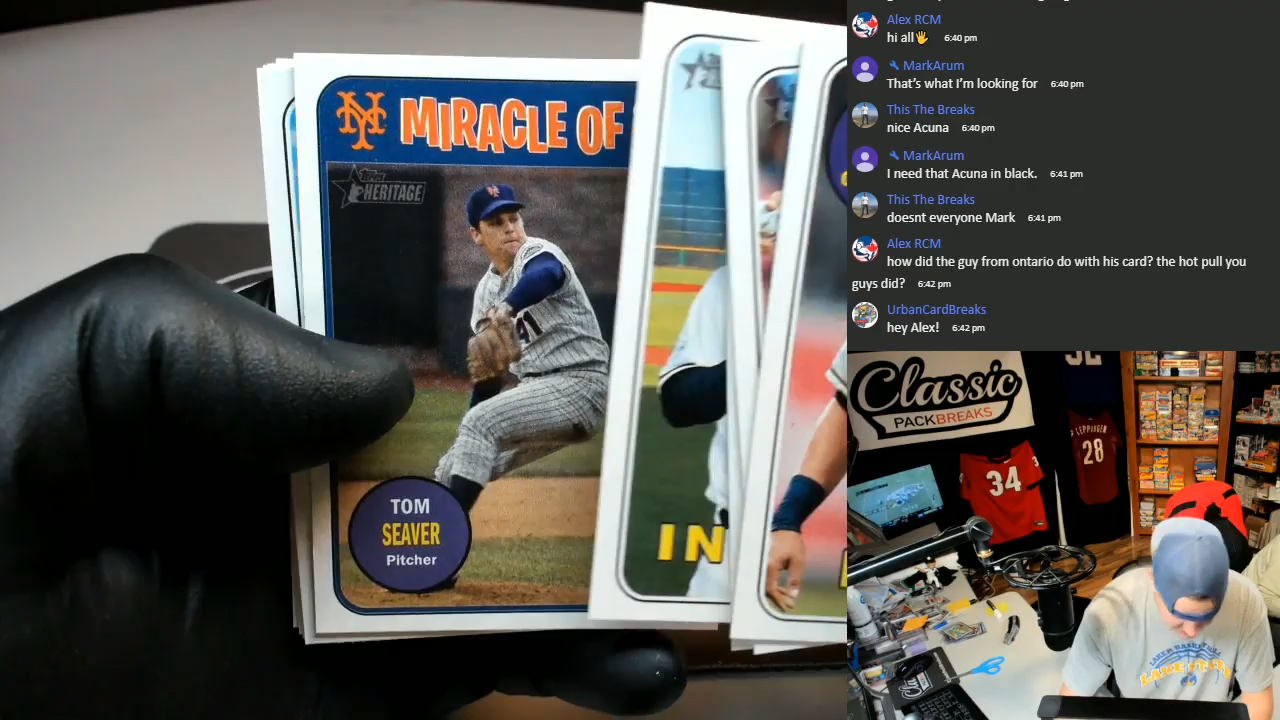 NY
MIRACLE OF
Topps
HERITAGE
41
TOM
SEAVER
Pitcher
IN
Alex RCM
hi all🖐 6:40 pm
MarkArum
That's what I'm looking for 6:40 pm
This The Breaks
nice Acuna 6:40 pm
MarkArum
I need that Acuna in black. 6:41 pm
This The Breaks
doesnt everyone Mark 6:41 pm
Alex RCM
how did the guy from ontario do with his card? the hot pull you
guys did? 6:42 pm
UrbanCardBreaks
hey Alex! 6:42 pm
Classic
PACKBREAKS
34
LEPPINGER
28